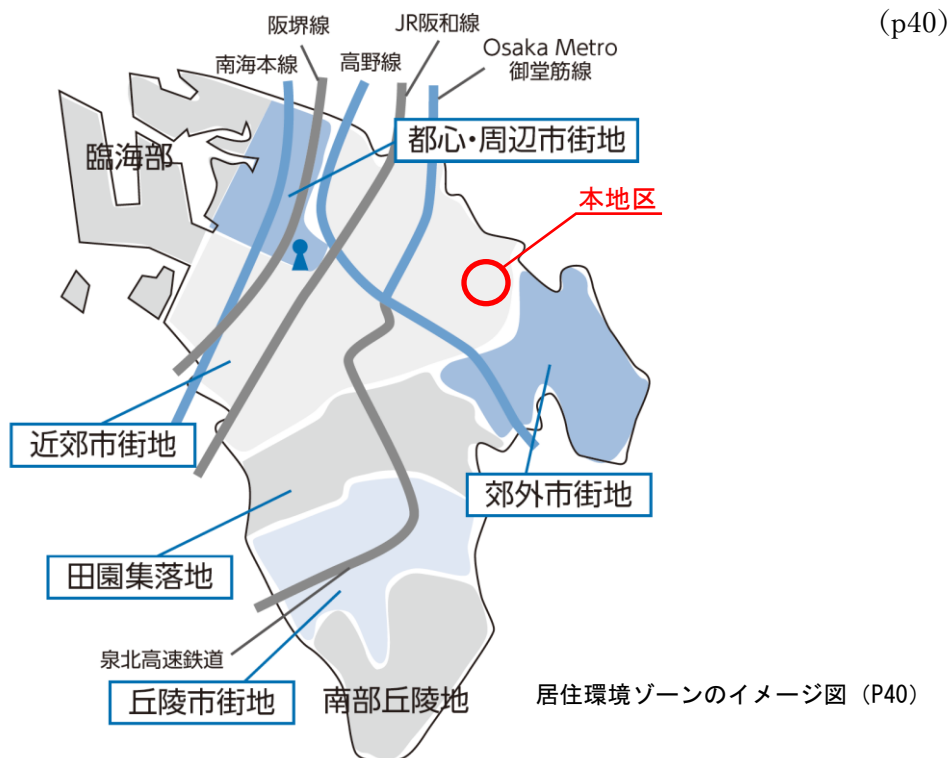 (p40)
阪堺線
JR阪和線
南海本線
高野線
Osaka Metro
御堂筋線
都心・周辺市街地
臨海部
本地区
近郊市街地
郊外市街地
田園集落地
泉北高速鉄道
丘陵市街地
南部丘陵地
居住環境ゾーンのイメージ図（P40）